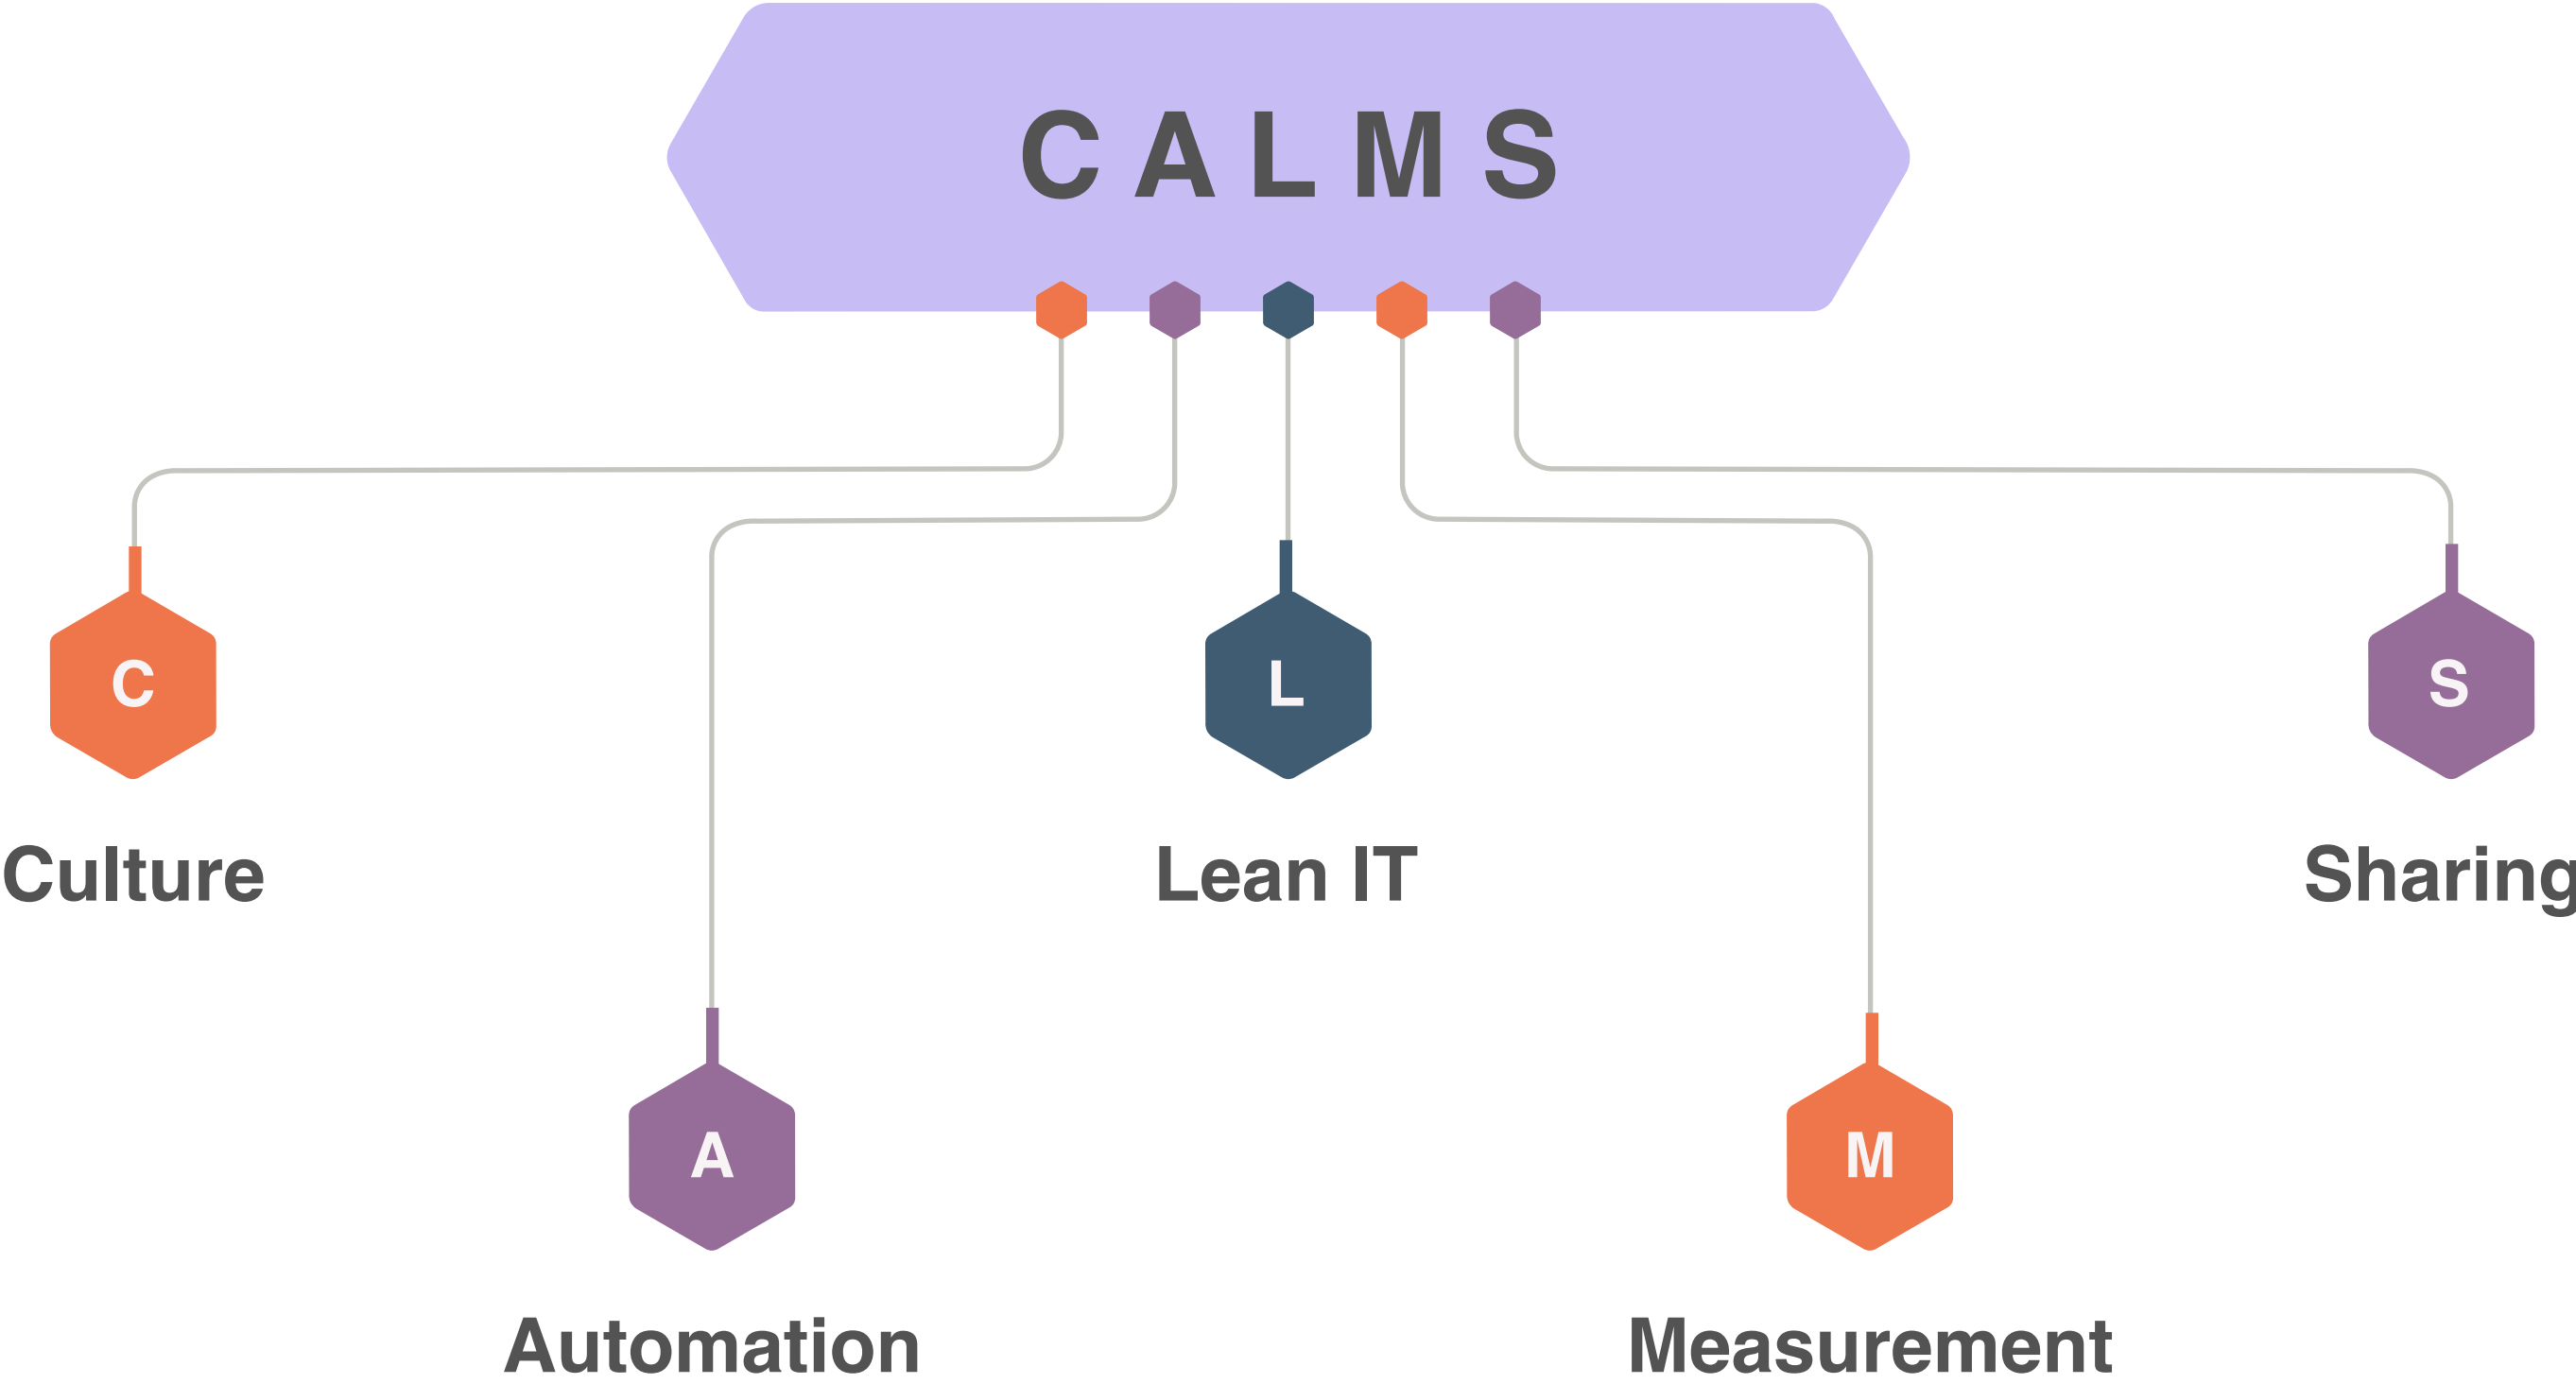 C A L M S
C
L
S
Culture
Lean IT
Sharing
A
M
Automation
Measurement